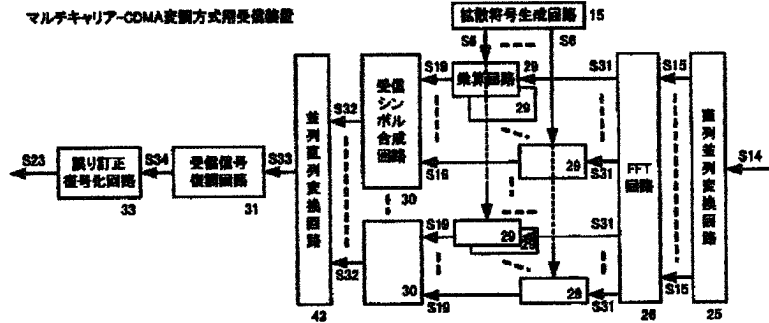 マルチキャリア-CDMA変調方式用受信装置
拡散符号生成回路 15
S6 S6
S19 乗算回路 29 S31 S15
29
受信シンボル合成回路
S32
並列直列変換回路
直列並列変換回路
S14
S23 誤り訂正復号化回路 S34 受信信号復調回路 S33
33 31
S19 29 S31
FFT回路
30
S19 29 S31
29
S32 30 S19 29 S31 S15
43 26 25